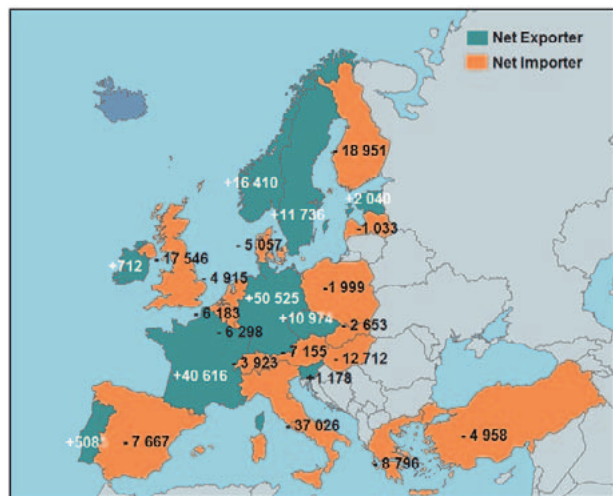 Net Exporter
Net Importer
- 18 951
+16 410
+2 040
+11 736
-1 033
- 5 057
+712
- 17 546
- 4 915
-1 999
+50 525
- 6 183
+10 974
- 2 653
- 6 298
- 7 155
- 3 923
- 12 712
+1 178
+40 616
- 37 026
+5085
- 7 667
- 4 958
- 8 796